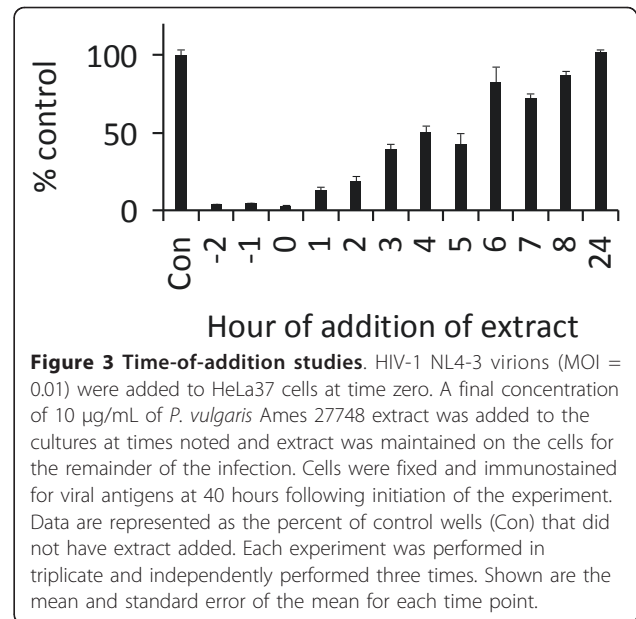 % control
100
50
0
Con -2 -1 0 1 2 3 4 5 6 7 8 24
Hour of addition of extract
Figure 3 Time-of-addition studies. HIV-1 NL4-3 virions (MOI =
0.01) were added to HeLa37 cells at time zero. A final concentration
of 10 μg/mL of P. vulgaris Ames 27748 extract was added to the
cultures at times noted and extract was maintained on the cells for
the remainder of the infection. Cells were fixed and immunostained
for viral antigens at 40 hours following initiation of the experiment.
Data are represented as the percent of control wells (Con) that did
not have extract added. Each experiment was performed in
triplicate and independently performed three times. Shown are the
mean and standard error of the mean for each time point.